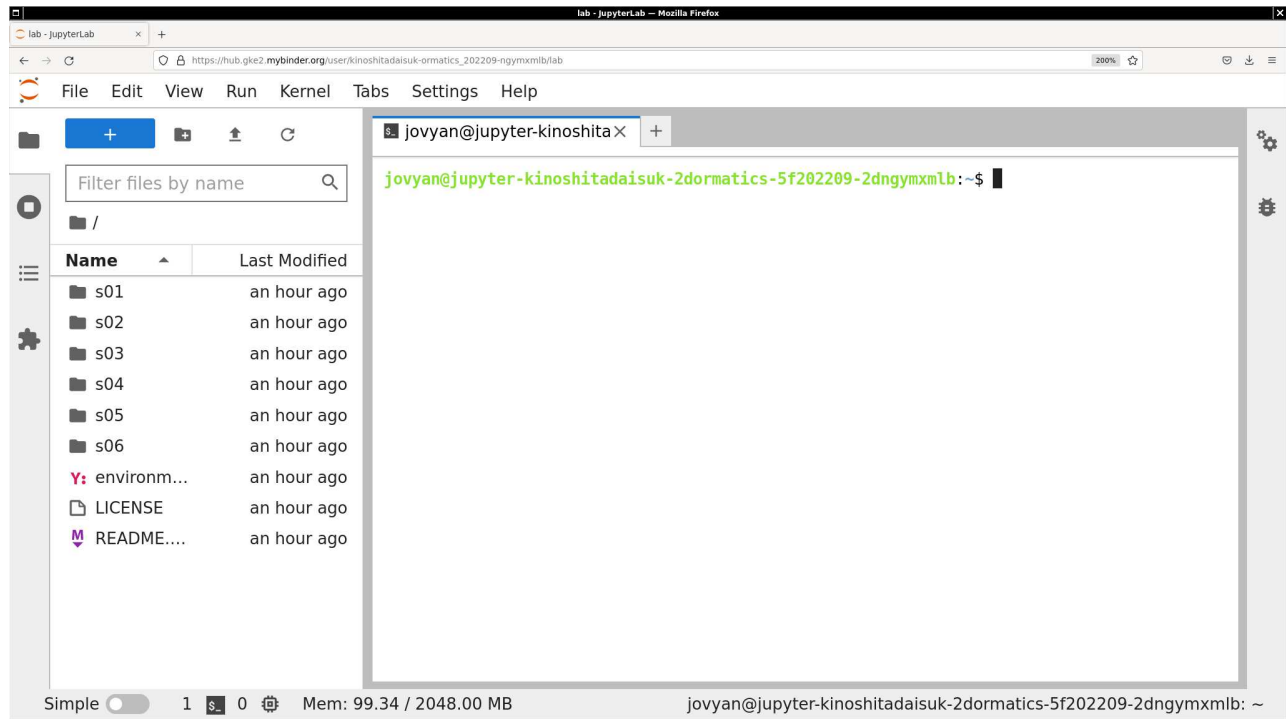 lab - JupyterLab — Mozilla Firefox
lab - JupyterLab × +
https://hub.gke2.mybinder.org/user/kinoshitadaisuk-ormatics_202209-ngymxmlb/lab 200%
File Edit View Run Kernel Tabs Settings Help
+
jovyan@jupyter-kinoshita × +
Filter files by name
/
Name Last Modified
s01 an hour ago
s02 an hour ago
s03 an hour ago
s04 an hour ago
s05 an hour ago
s06 an hour ago
Y: environm... an hour ago
LICENSE an hour ago
M README.... an hour ago
jovyan@jupyter-kinoshitadaisuk-2dormatics-5f202209-2dngymxmlb:~$
Simple 1 $_ 0 Mem: 99.34 / 2048.00 MB jovyan@jupyter-kinoshitadaisuk-2dormatics-5f202209-2dngymxmlb: ~